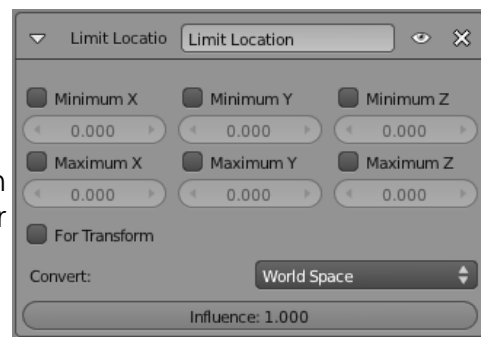 Limit Locatio Limit Location
Minimum X Minimum Y Minimum Z
0.000 0.000 0.000
Maximum X Maximum Y Maximum Z
0.000 0.000 0.000
For Transform
Convert: World Space
Influence: 1.000